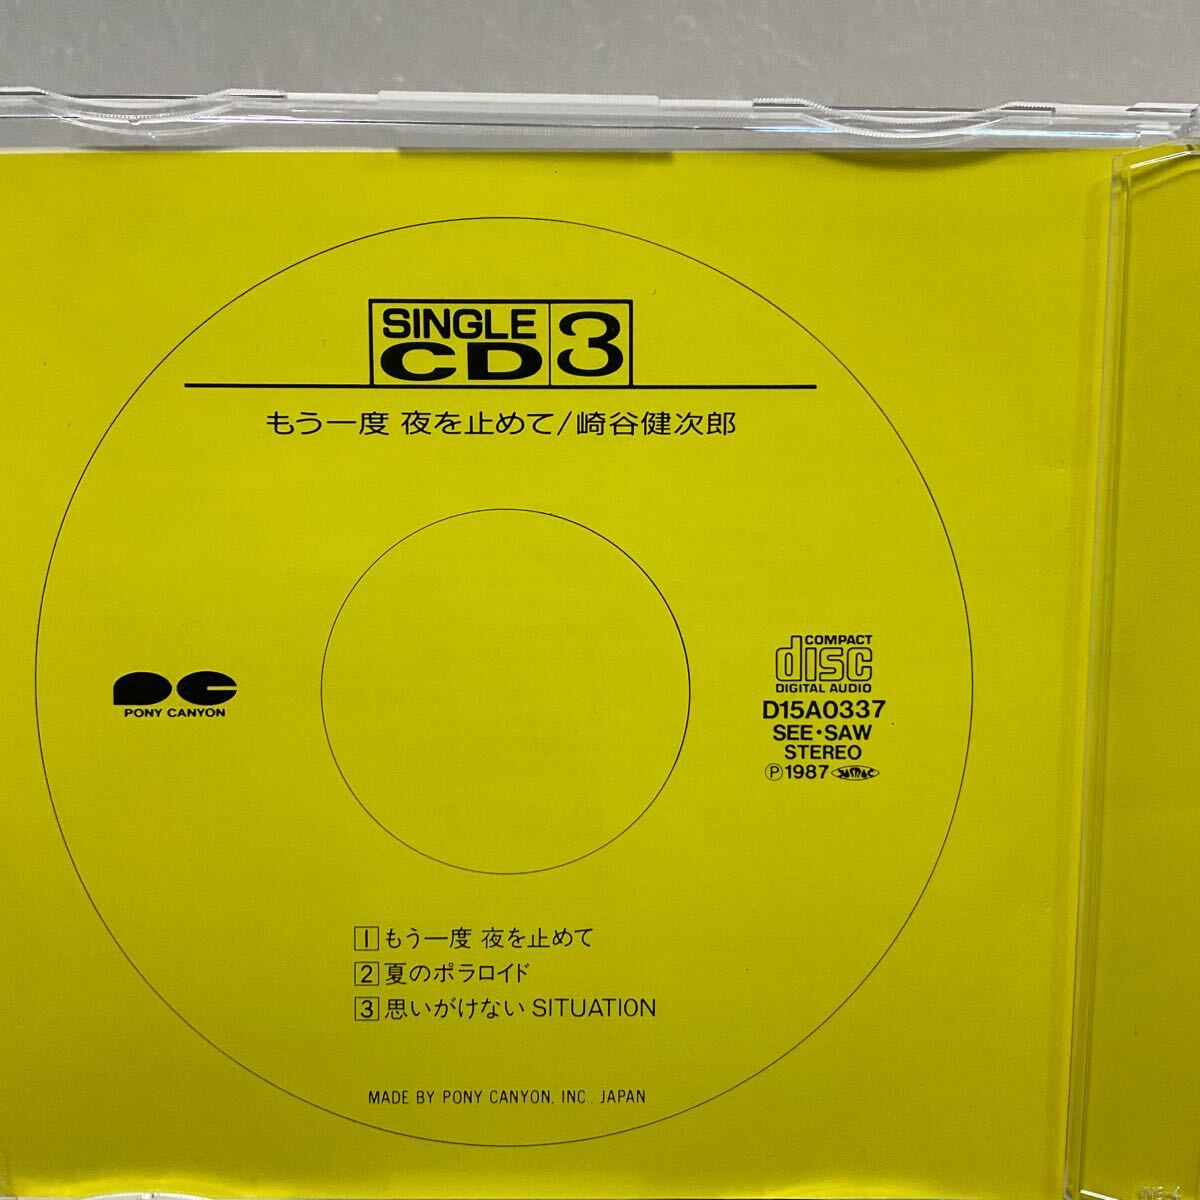 SINGLE
CD 3
もう一度 夜を止めて/崎谷健次郎
COMPACT
disc
DIGITAL AUDIO
D15A0337
SEE・SAW
STEREO
Ⓟ1987
PONY CANYON
1 もう一度 夜を止めて
2 夏のポラロイド
3 思いがけない SITUATION
MADE BY PONY CANYON, INC., JAPAN